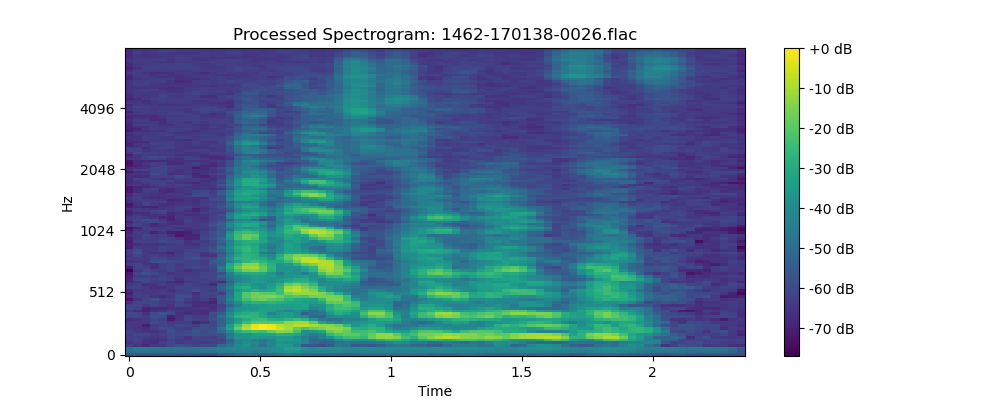 Processed Spectrogram: 1462-170138-0026.flac
+0 dB
-10 dB
-20 dB
-30 dB
-40 dB
-50 dB
-60 dB
-70 dB
4096
2048
1024
512
0
Hz
0
0.5
1
1.5
2
Time